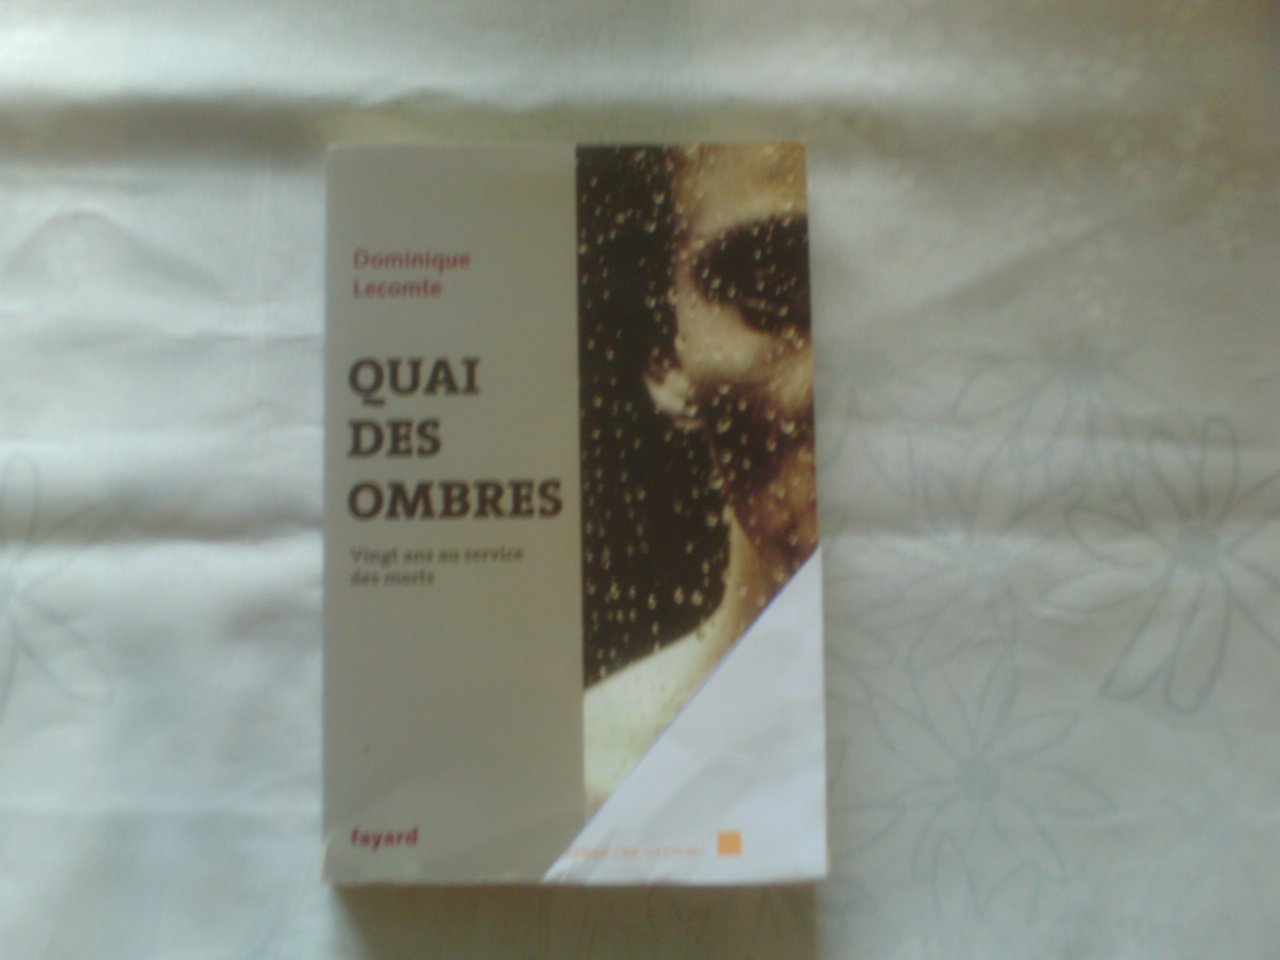 Dominique
Lecomte
QUAI
DES
OMBRES
Vingt ans au service
des morts
fayard